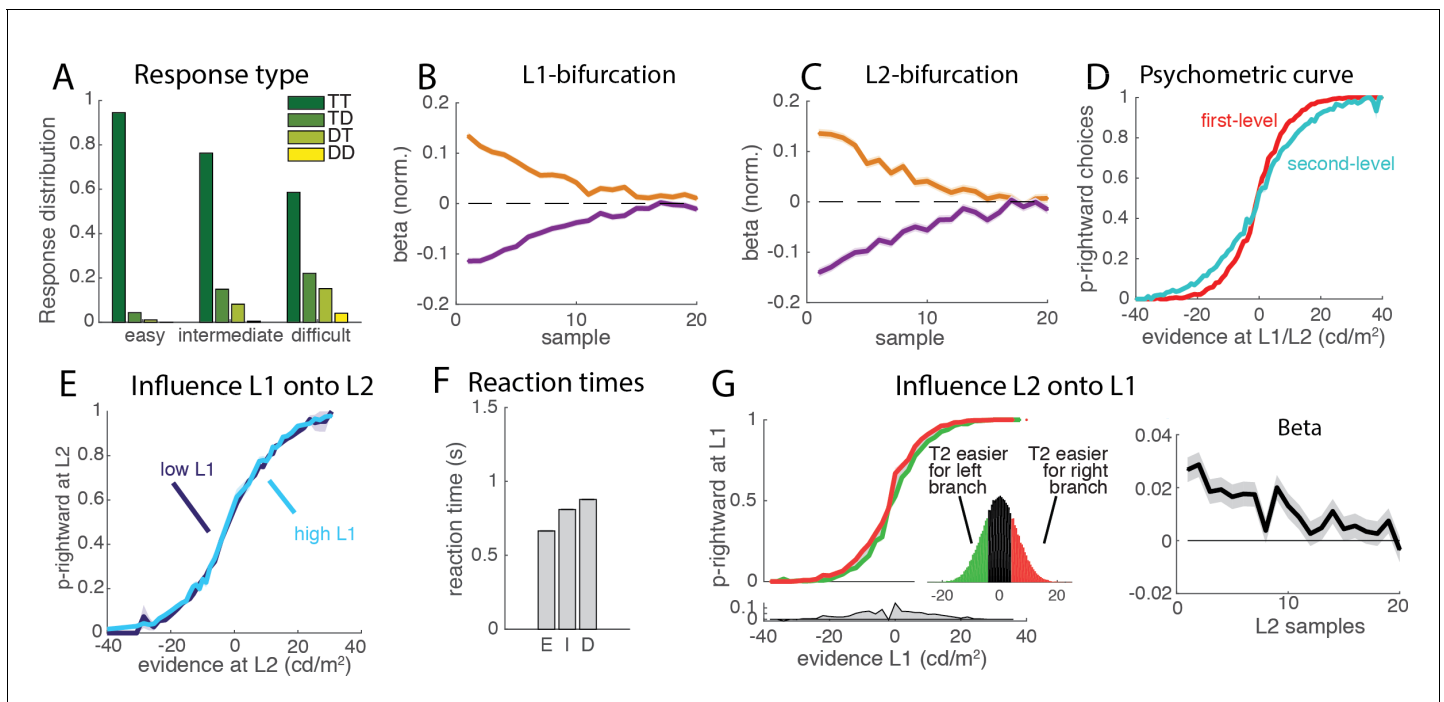 A
Response type
Response distribution
1
0.8
0.6
0.4
0.2
0
TT
TD
DT
DD
easy
intermediate
difficult
B
L1-bifurcation
beta (norm.)
0.2
0.1
0
-0.1
-0.2
0
10
20
sample
C
L2-bifurcation
beta (norm.)
0.2
0.1
0
-0.1
-0.2
0
10
20
sample
D
Psychometric curve
p-rightward choices
1
0.8
0.6
0.4
0.2
0
first-level
second-level
-40
-20
0
20
40
evidence at L1/L2 (cd/m²)
E
Influence L1 onto L2
p-rightward at L2
1
0.8
0.6
0.4
0.2
0
low L1
high L1
-40
-20
0
20
40
evidence at L2 (cd/m²)
F
Reaction times
reaction time (s)
1.5
1
0.5
0
E I D
G
Influence L2 onto L1
p-rightward at L1
1
0.5
0
T2 easier
for left
branch
T2 easier
for right
branch
-20
0
20
0.1
0
-40
-20
0
20
40
evidence L1 (cd/m²)
Beta
0.04
0.02
0
-0.02
0
10
20
L2 samples